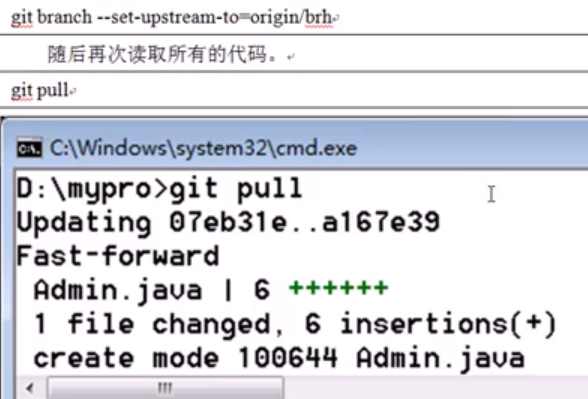 git branch --set-upstream-to=origin/brh
随后再次读取所有的代码。
git pull
C:\Windows\system32\cmd.exe
D:\mypro>git pull
Updating 07eb31e..a167e39
Fast-forward
Admin.java | 6 ++++++
1 file changed, 6 insertions(+)
create mode 100644 Admin.java